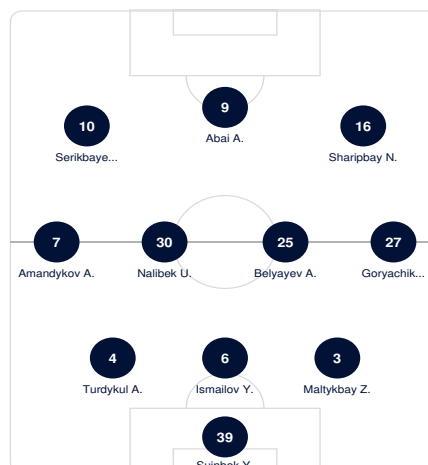 9
Abai A.
10
Serikbaye...
16
Sharipbay N.
7
Amandykov A.
30
Nalibek U.
25
Belyayev A.
27
Goryachik...
4
Turdykul A.
6
Ismailov Y.
3
Maltykbay Z.
39